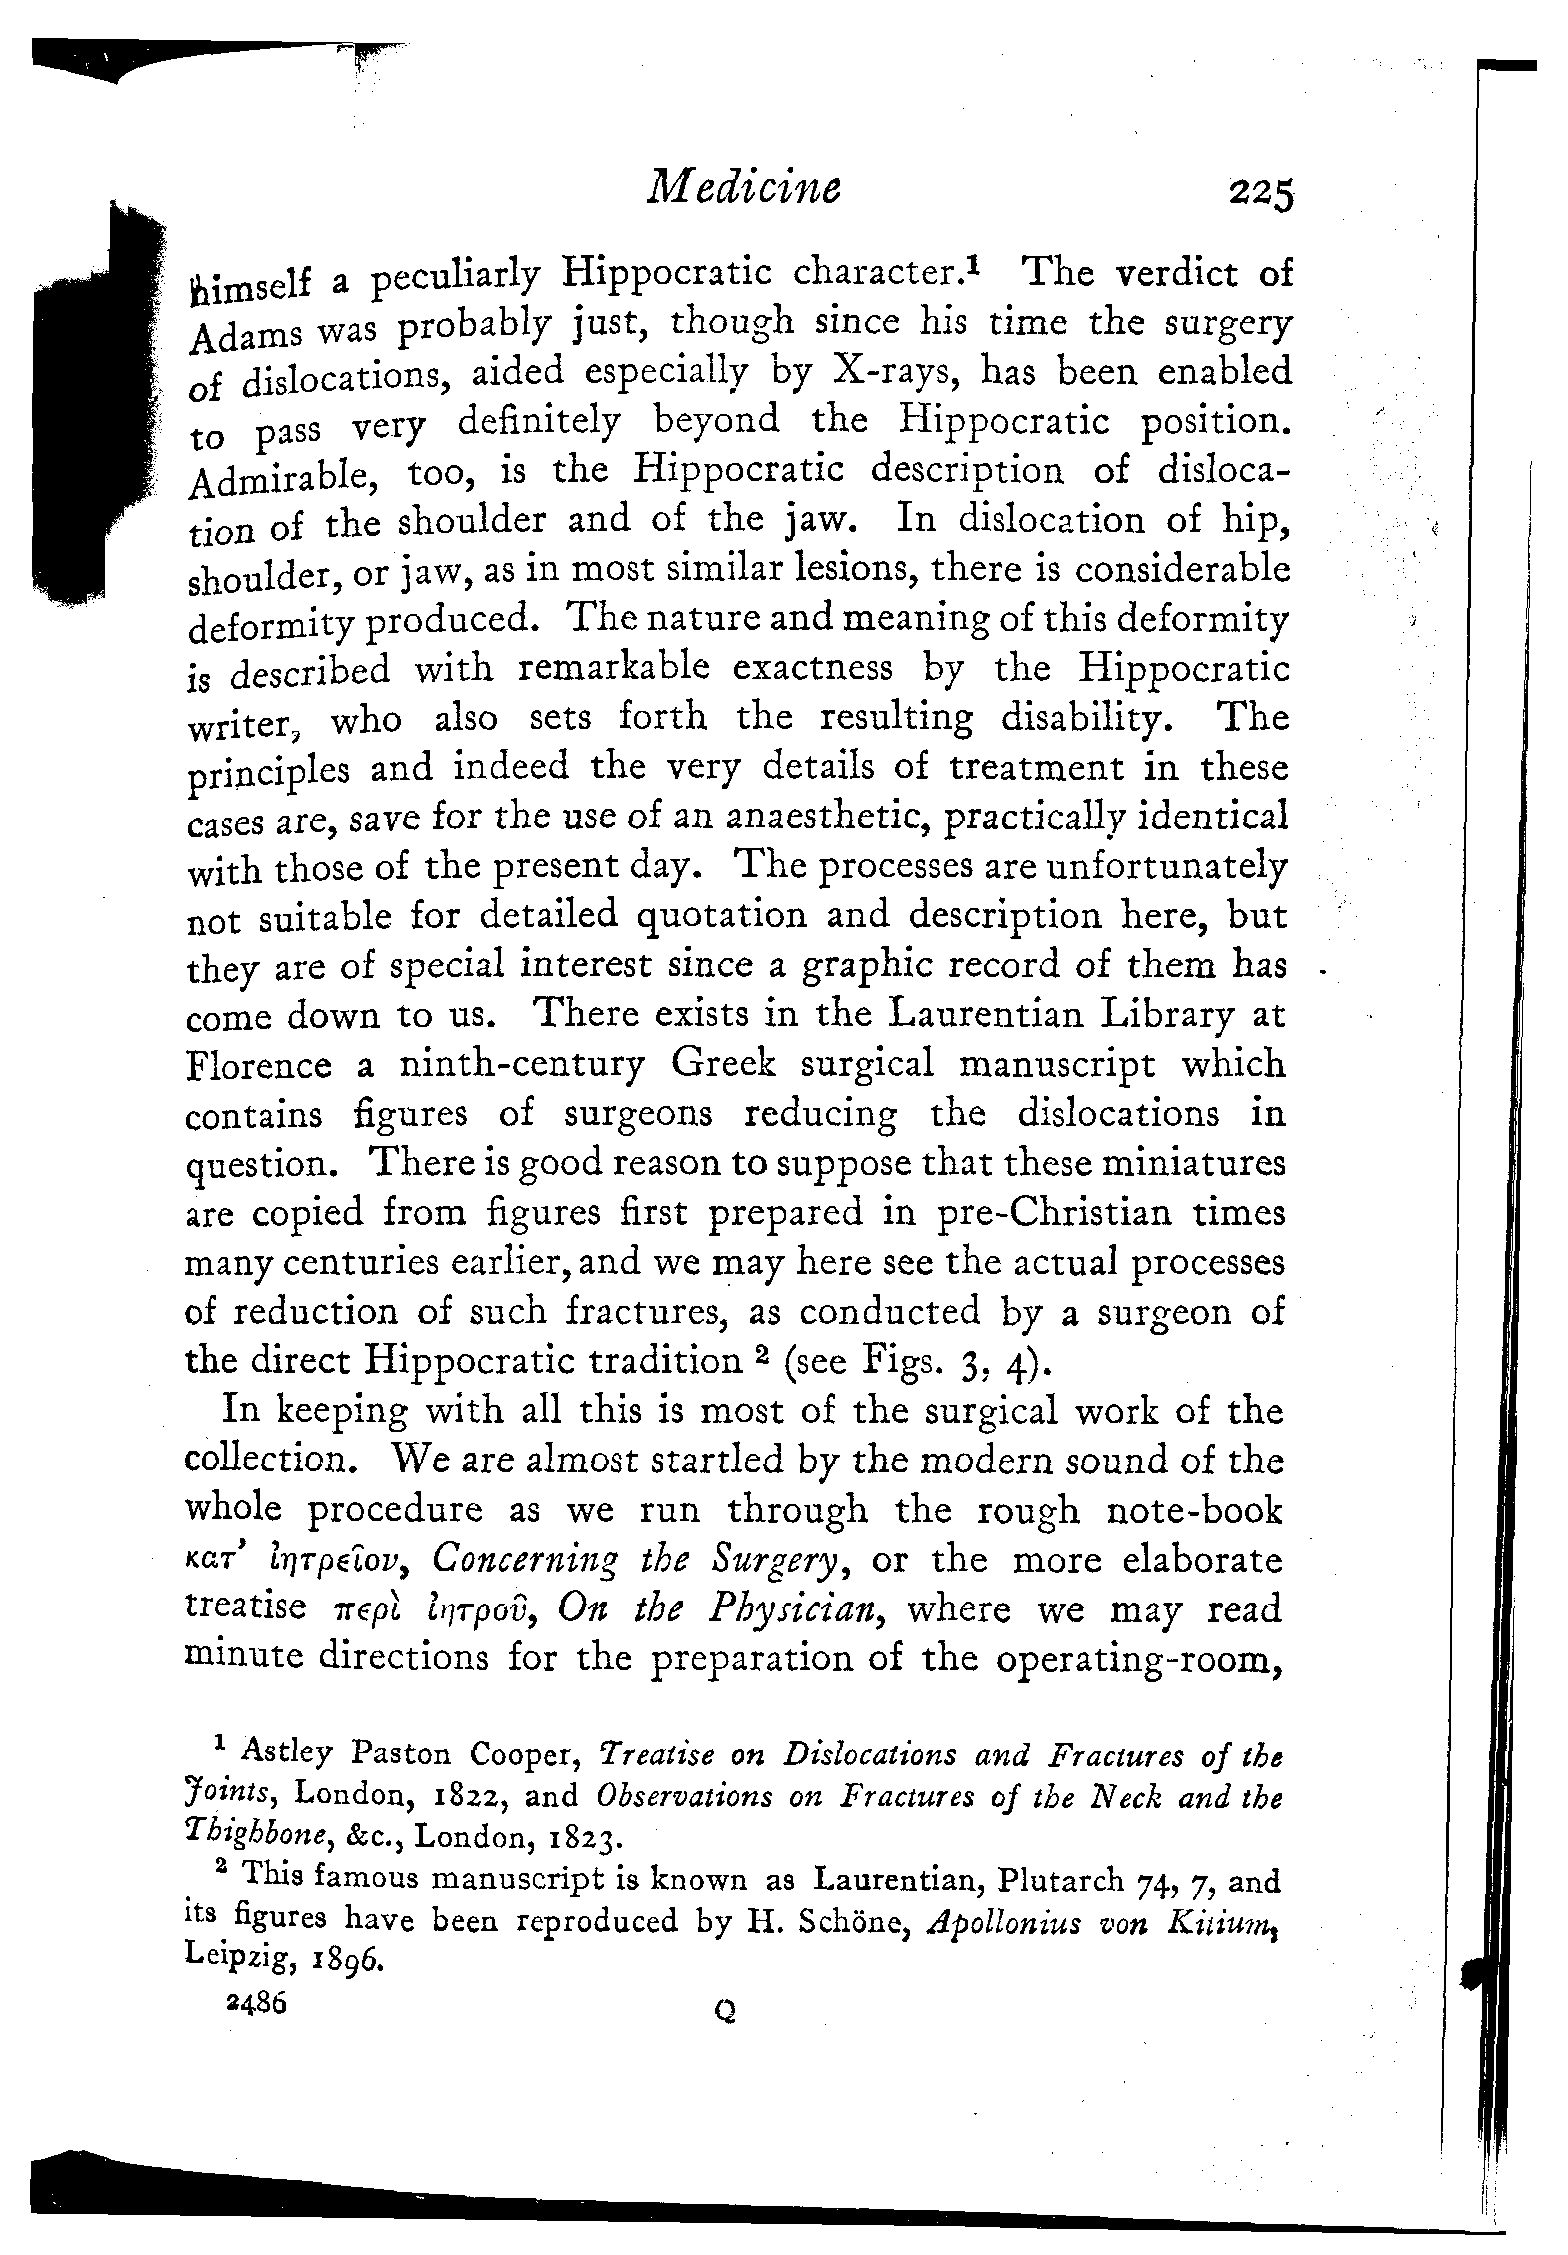 Medicine 225
himself a peculiarly Hippocratic character.¹ The verdict of
Adams was probably just, though since his time the surgery
of dislocations, aided especially by X-rays, has been enabled
to pass very definitely beyond the Hippocratic position.
Admirable, too, is the Hippocratic description of disloca-
tion of the shoulder and of the jaw. In dislocation of hip,
shoulder, or jaw, as in most similar lesions, there is considerable
deformity produced. The nature and meaning of this deformity
is described with remarkable exactness by the Hippocratic
writer, who also sets forth the resulting disability. The
principles and indeed the very details of treatment in these
cases are, save for the use of an anaesthetic, practically identical
with those of the present day. The processes are unfortunately
not suitable for detailed quotation and description here, but
they are of special interest since a graphic record of them has
come down to us. There exists in the Laurentian Library at
Florence a ninth-century Greek surgical manuscript which
contains figures of surgeons reducing the dislocations in
question. There is good reason to suppose that these miniatures
are copied from figures first prepared in pre-Christian times
many centuries earlier, and we may here see the actual processes
of reduction of such fractures, as conducted by a surgeon of
the direct Hippocratic tradition ² (see Figs. 3, 4).
In keeping with all this is most of the surgical work of the
collection. We are almost startled by the modern sound of the
whole procedure as we run through the rough note-book
κατ’ ἰητρεῖον, Concerning the Surgery, or the more elaborate
treatise περὶ ἰητροῦ, On the Physician, where we may read
minute directions for the preparation of the operating-room,
¹ Astley Paston Cooper, Treatise on Dislocations and Fractures of the
Joints, London, 1822, and Observations on Fractures of the Neck and the
Thighbone, &c., London, 1823.
² This famous manuscript is known as Laurentian, Plutarch 74, 7, and
its figures have been reproduced by H. Schöne, Apollonius von Kitium,
Leipzig, 1896.
2486 Q